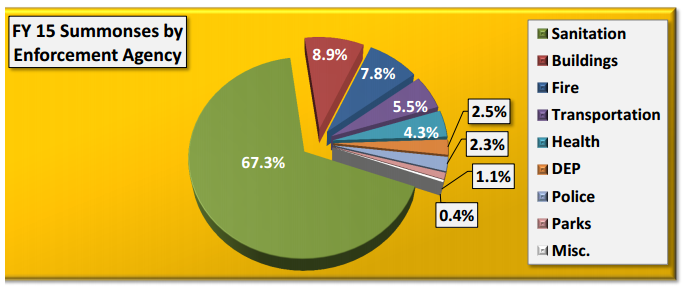 FY 15 Summonses by
Enforcement Agency
8.9%
7.8%
5.5%
4.3%
2.5%
2.3%
1.1%
0.4%
67.3%
Sanitation
Buildings
Fire
Transportation
Health
DEP
Police
Parks
Misc.